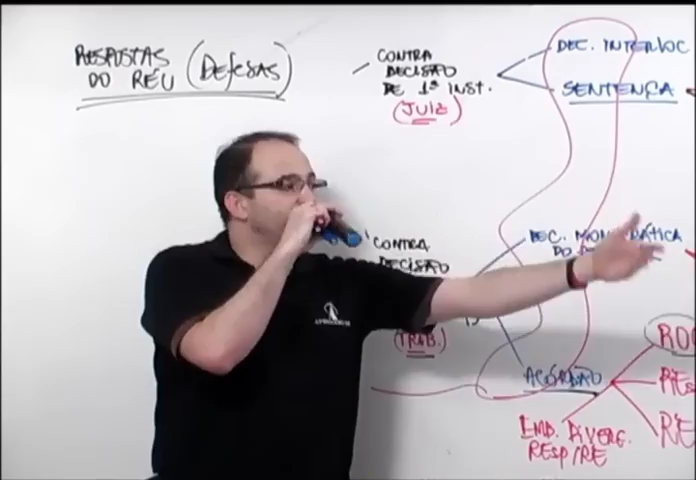 RESPOSTAS
DO RÉU (DEFESAS)
CONTRA
DECISÃO
DE 1ª INST.
(JUIZ)
DEC. INTERLOC
SENTENÇA
CONTRA
DECISÃO
(TRIB.)
DEC.
ACÓRDÃO
EMB. DIVERG.
RESP/RE